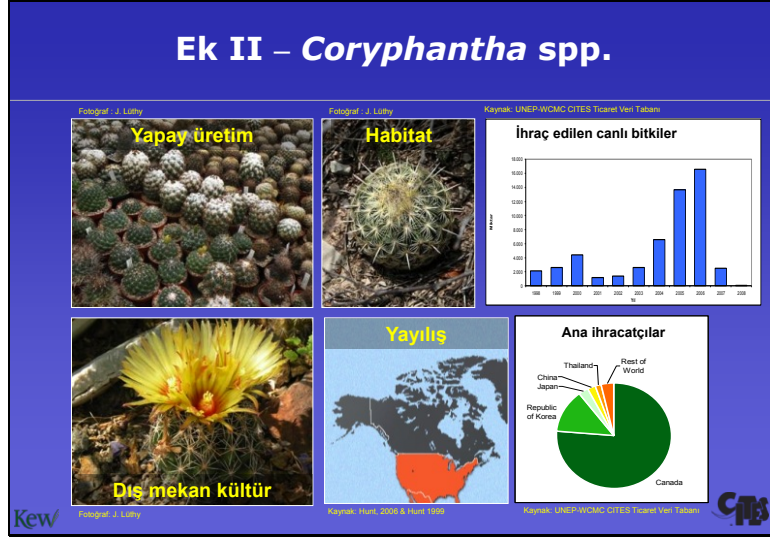 Ek II – Coryphantha spp.
Fotoğraf : J. Lüthy
Yapay üretim
Fotoğraf : J. Lüthy
Habitat
Kaynak: UNEP-WCMC CITES Ticaret Veri Tabanı
İhraç edilen canlı bitkiler
18.000
16.000
14.000
12.000
10.000
8.000
6.000
4.000
2.000
0
1998 1999 2000 2001 2002 2003 2004 2005 2006 2007 2008
Yıl
Dış mekan kültür
Fotoğraf: J. Lüthy
Yayılış
Kaynak: Hunt, 2006 & Hunt 1999
Ana ihracatçılar
Rest of
World
Thailand
China
Japan
Republic
of Korea
Canada
Kaynak: UNEP-WCMC CITES Ticaret Veri Tabanı
Kew
CITES